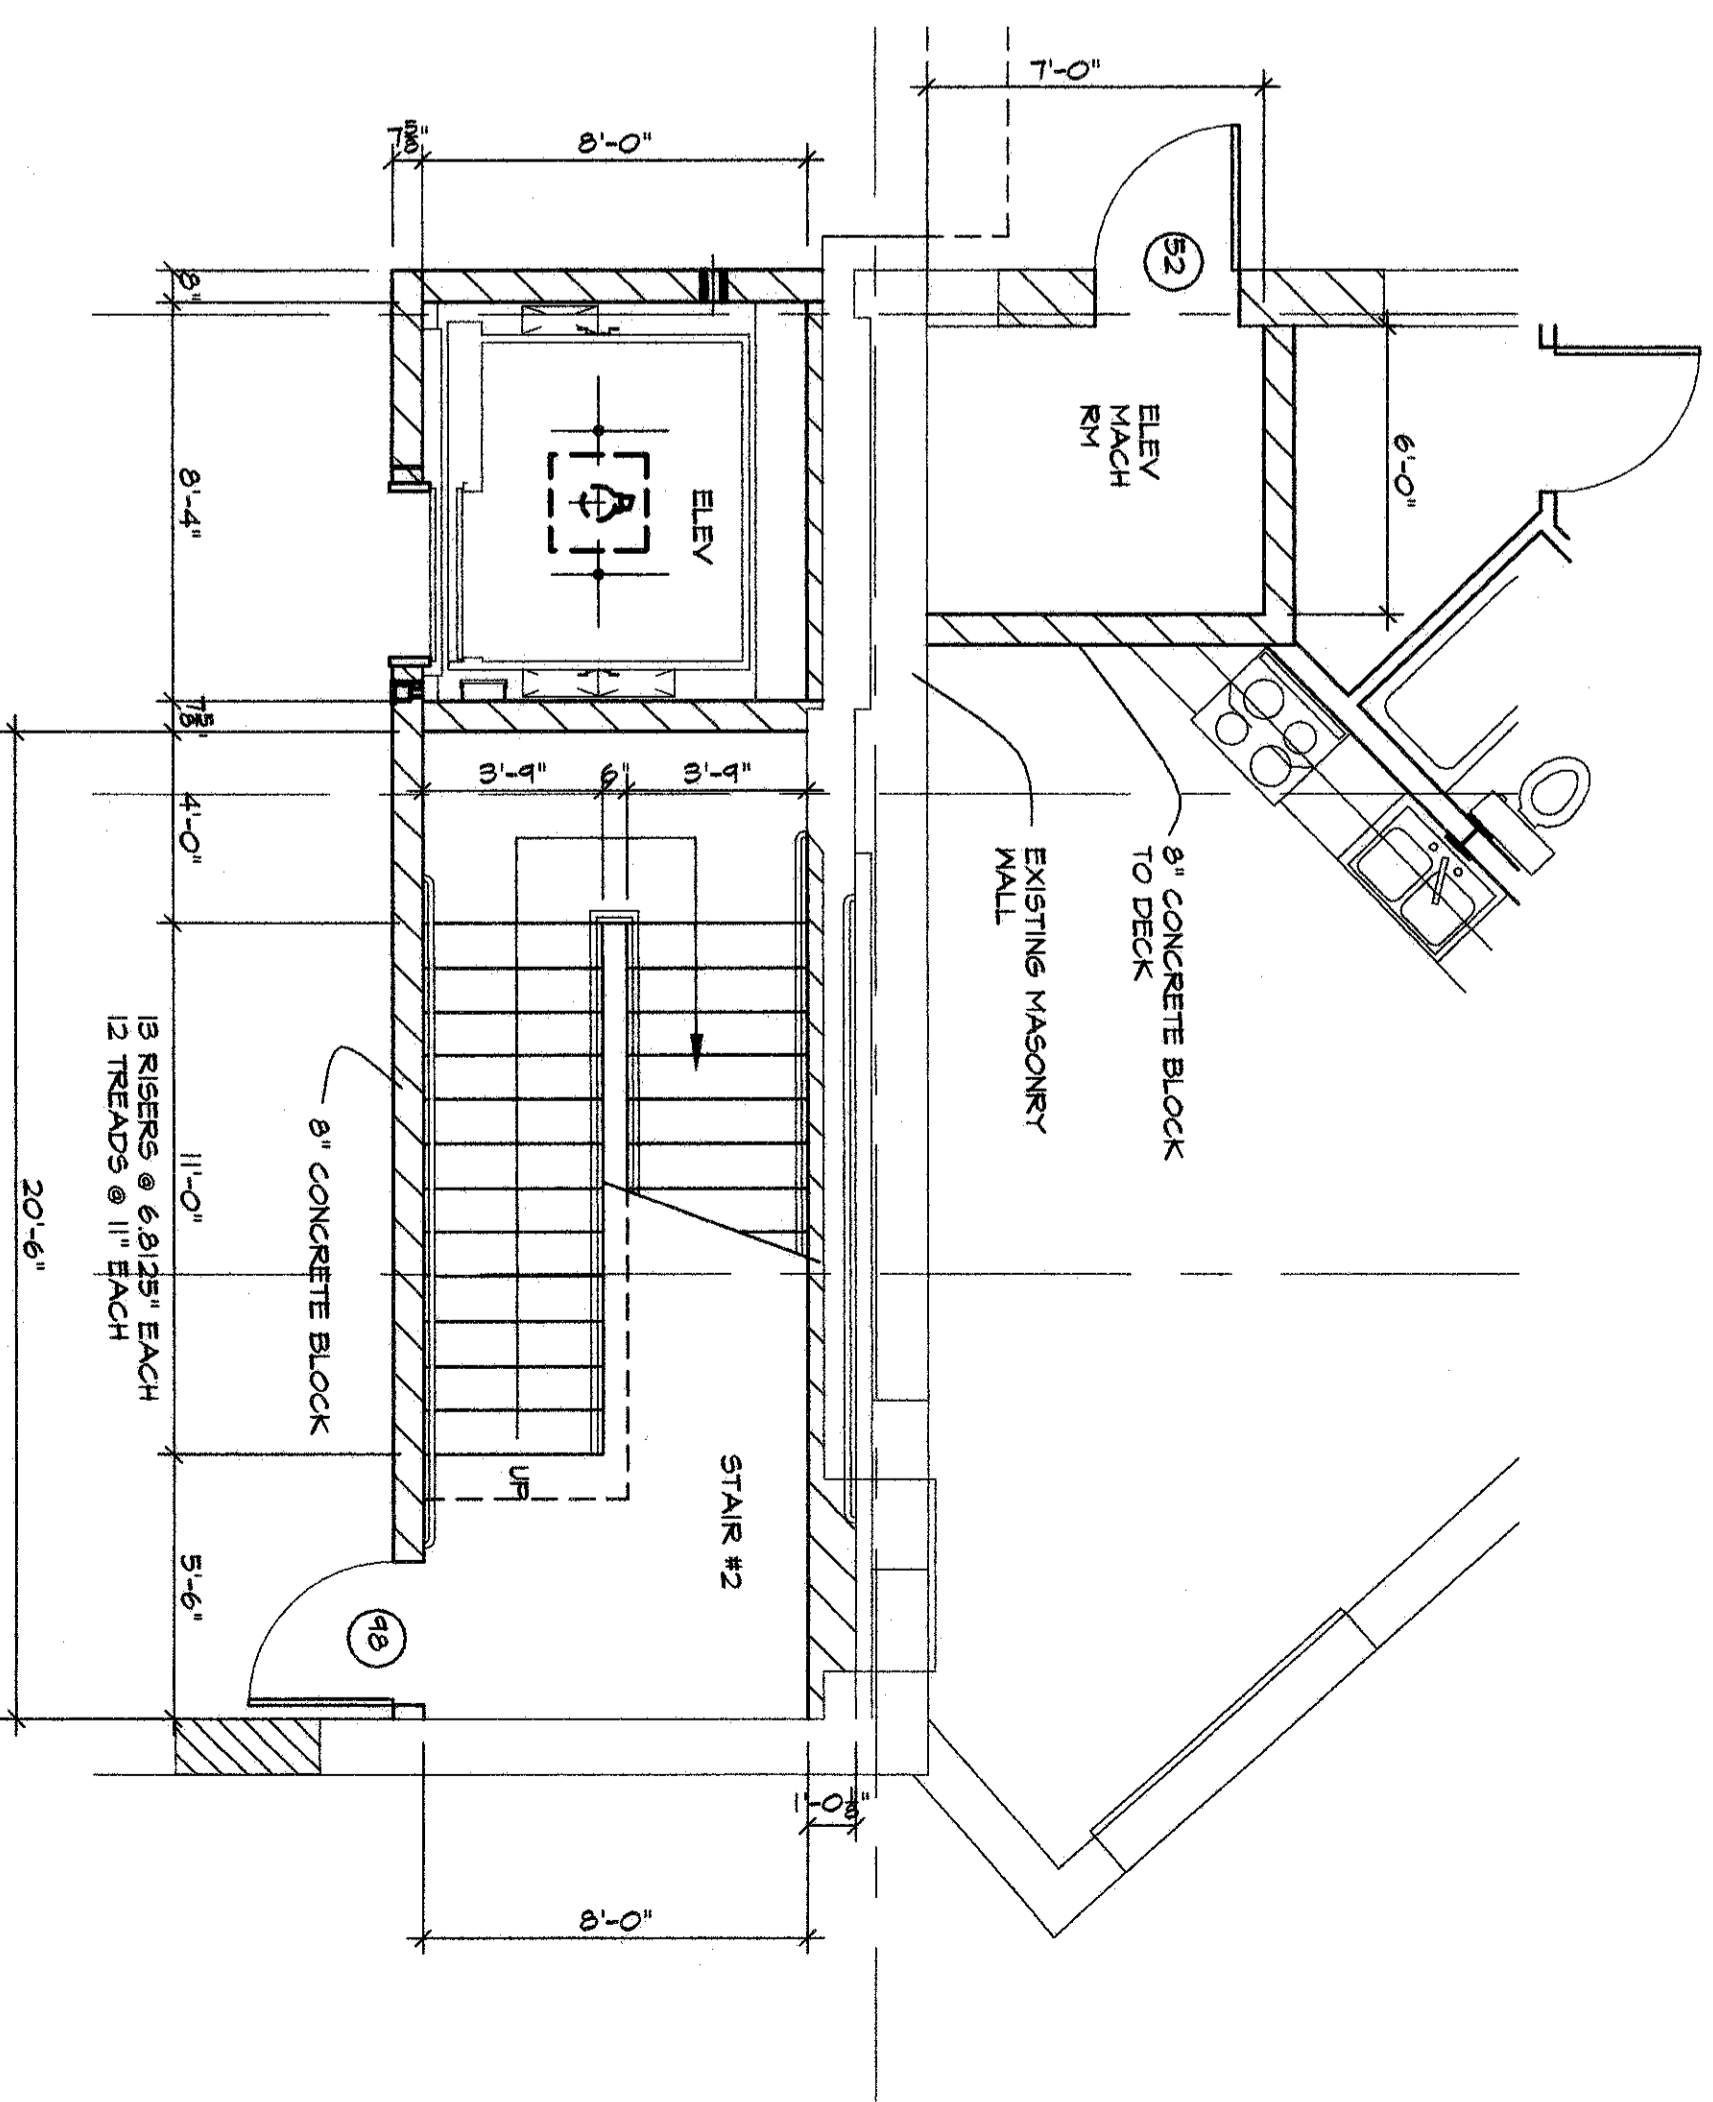 7'-0"
7 5/8"
8'-0"
52
6'-0"
ELEV
MACH
RM
8"
8'-4"
ELEV
7 5/8"
3'-9"
6"
3'-9"
4'-0"
8" CONCRETE BLOCK
TO DECK
EXISTING MASONRY
WALL
8" CONCRETE BLOCK
11'-0"
13 RISERS @ 6.8125" EACH
12 TREADS @ 11" EACH
20'-6"
UP
STAIR #2
5'-6"
98
1'-0 1/8"
8'-0"